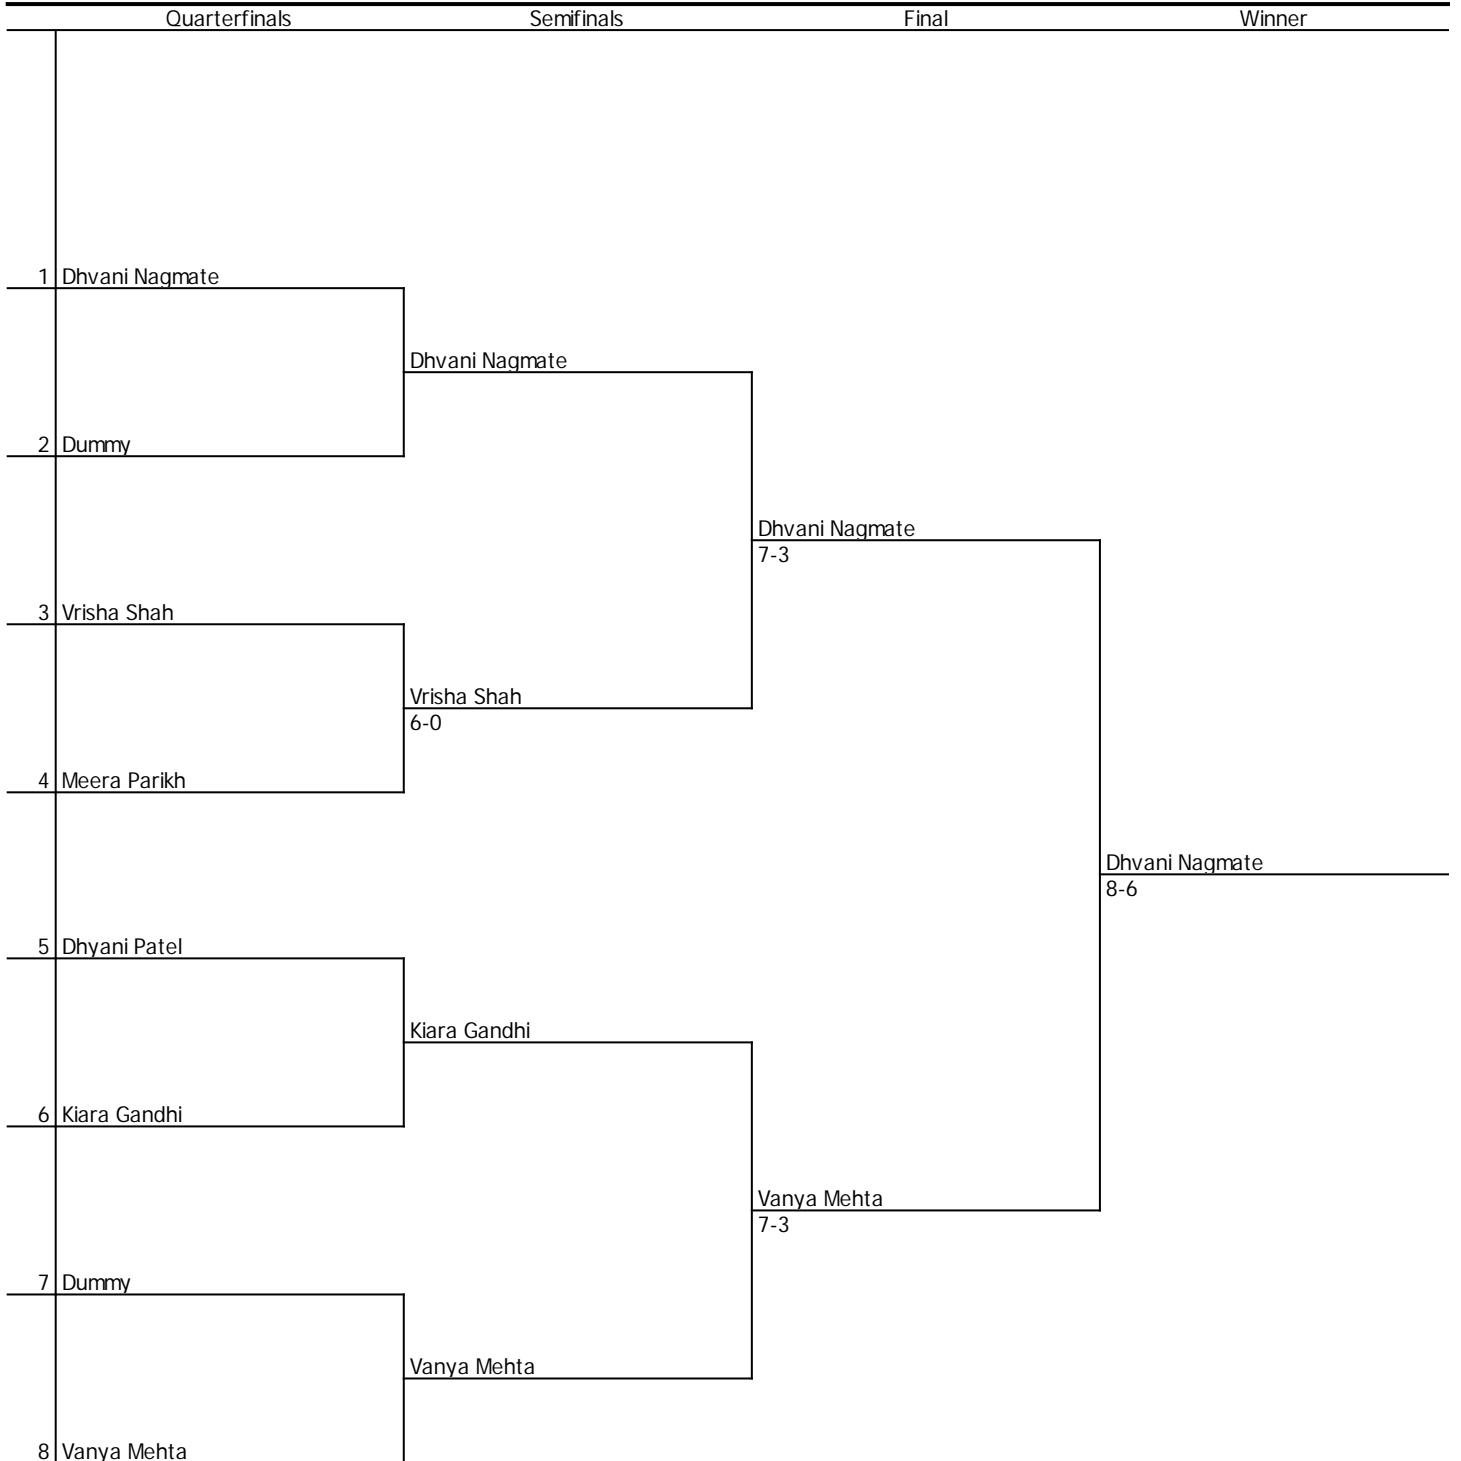 Quarterfinals Semifinals Final Winner
1 Dhvani Nagmate
Dhvani Nagmate
2 Dummy
Dhvani Nagmate
7-3
3 Vrisha Shah
Vrisha Shah
6-0
4 Meera Parikh
Dhvani Nagmate
8-6
5 Dhyani Patel
Kiara Gandhi
6 Kiara Gandhi
Vanya Mehta
7-3
7 Dummy
Vanya Mehta
8 Vanya Mehta